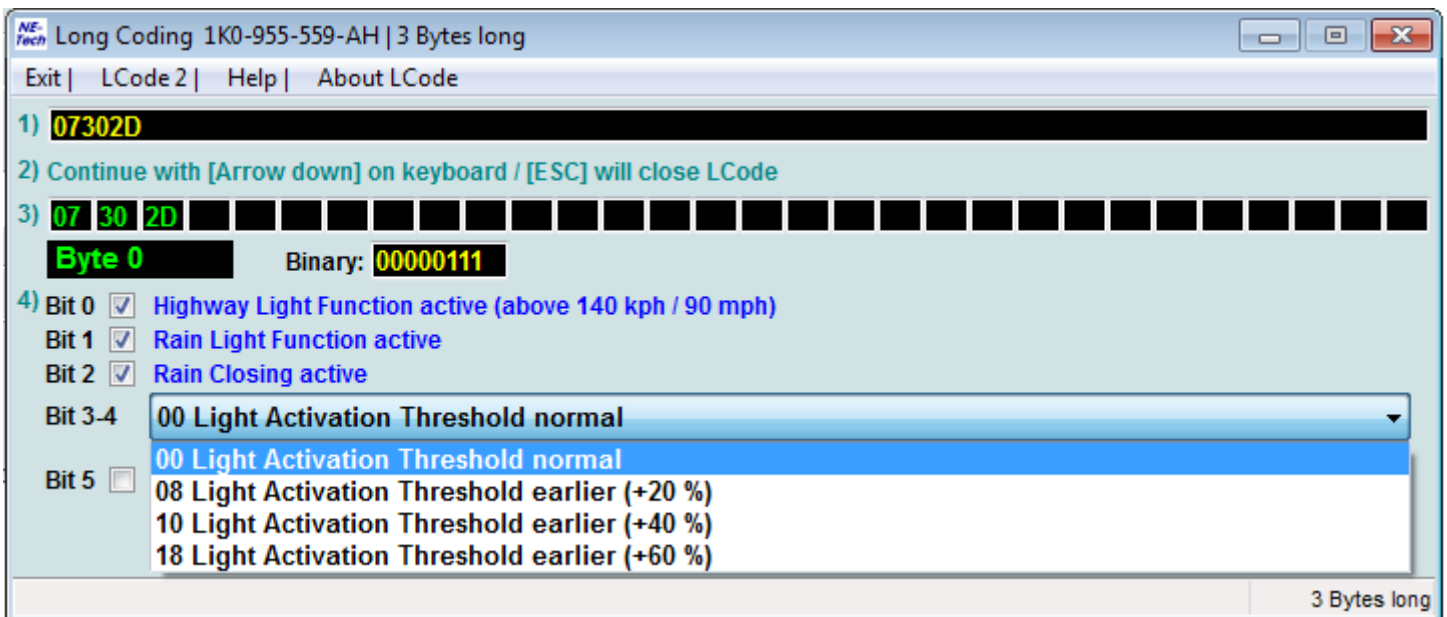 NE-Tech Long Coding 1K0-955-559-AH | 3 Bytes long
Exit | LCode 2 | Help | About LCode
1) 07302D
2) Continue with [Arrow down] on keyboard / [ESC] will close LCode
3) 07 30 2D
Byte 0 Binary: 00000111
4) Bit 0 Highway Light Function active (above 140 kph / 90 mph)
Bit 1 Rain Light Function active
Bit 2 Rain Closing active
Bit 3-4 00 Light Activation Threshold normal
00 Light Activation Threshold normal
Bit 5
08 Light Activation Threshold earlier (+20 %)
10 Light Activation Threshold earlier (+40 %)
18 Light Activation Threshold earlier (+60 %)
3 Bytes long